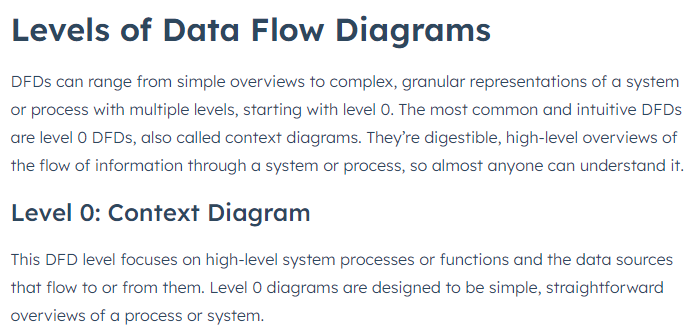 Levels of Data Flow Diagrams
DFDs can range from simple overviews to complex, granular representations of a system
or process with multiple levels, starting with level 0. The most common and intuitive DFDs
are level 0 DFDs, also called context diagrams. They’re digestible, high-level overviews of
the flow of information through a system or process, so almost anyone can understand it.
Level 0: Context Diagram
This DFD level focuses on high-level system processes or functions and the data sources
that flow to or from them. Level 0 diagrams are designed to be simple, straightforward
overviews of a process or system.